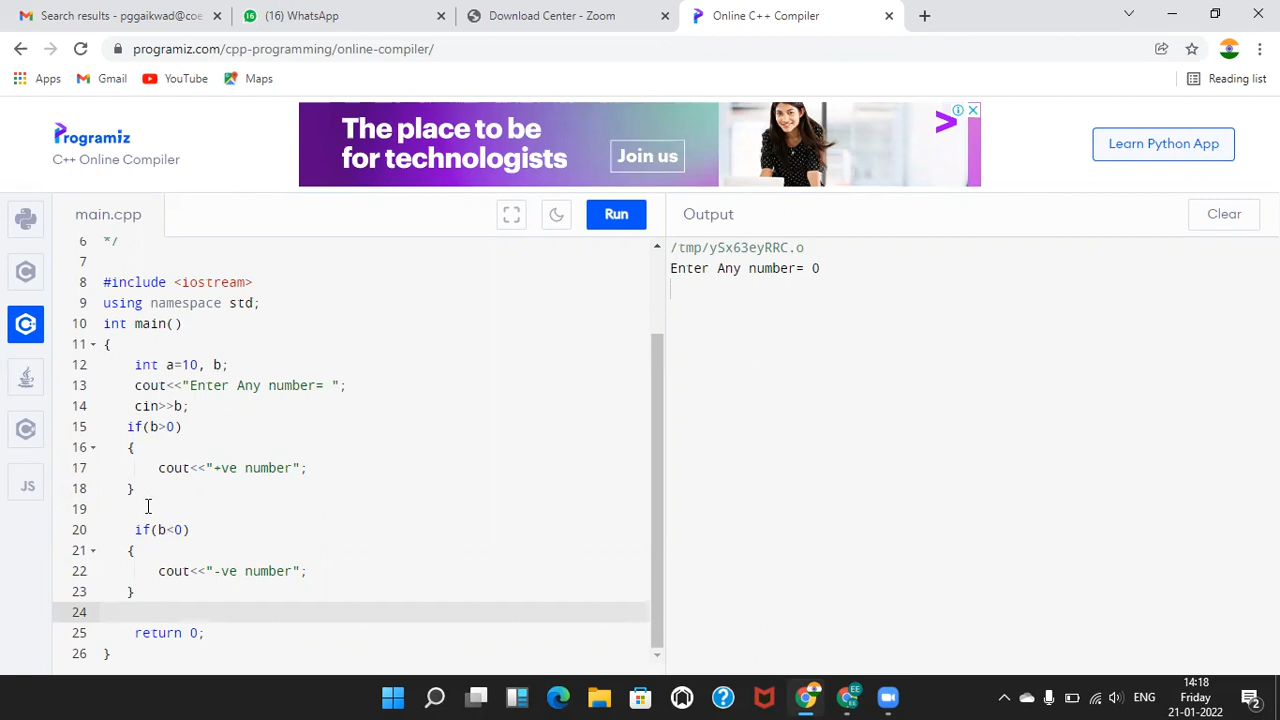 Search results - pggaikwad@coe
(16) WhatsApp
Download Center - Zoom
Online C++ Compiler
programiz.com/cpp-programming/online-compiler/
Apps
Gmail
YouTube
Maps
Reading list
Programiz
C++ Online Compiler
The place to be
for technologists
Join us
>
Learn Python App
main.cpp
Run
Output
Clear
6 */
7
8 #include <iostream>
9 using namespace std;
10 int main()
11 {
12 int a=10, b;
13 cout<<"Enter Any number= ";
14 cin>>b;
15 if(b>0)
16 {
17 cout<<"+ve number";
18 }
19
20 if(b<0)
21 {
22 cout<<"-ve number";
23 }
24
25 return 0;
26 }
/tmp/ySx63eyRRC.o
Enter Any number= 0
JS
ENG
14:18
Friday
21-01-2022
2